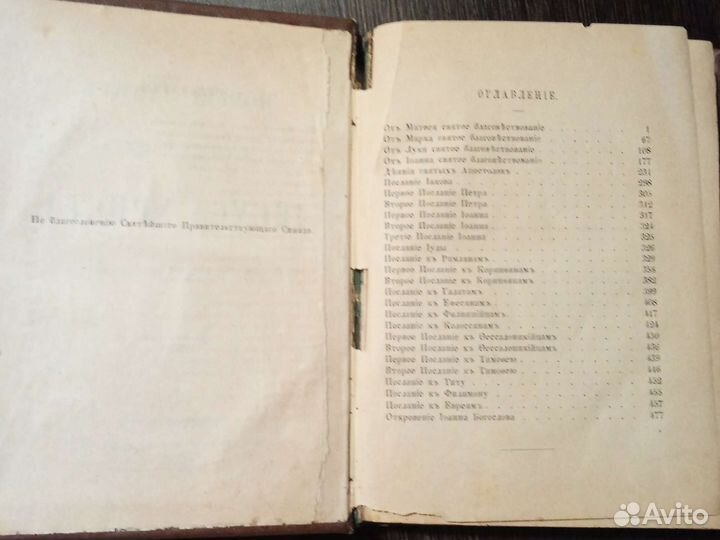 По благословенію Святѣйшаго Правительствующаго Синода.
ОГЛАВЛЕНІЕ.
Отъ Матѳея святое благовѣствованіе 1
Отъ Марка святое благовѣствованіе 67
Отъ Луки святое благовѣствованіе 108
Отъ Іоанна святое благовѣствованіе 177
Дѣянія святыхъ Апостоловъ 231
Посланіе Іакова 298
Первое Посланіе Петра 305
Второе Посланіе Петра 312
Первое Посланіе Іоанна 317
Второе Посланіе Іоанна 324
Третіе Посланіе Іоанна 325
Посланіе Іуды 326
Посланіе къ Римлянамъ 329
Первое Посланіе къ Коринѳянамъ 358
Второе Посланіе къ Коринѳянамъ 382
Посланіе къ Галатамъ 399
Посланіе къ Ефесянамъ 408
Посланіе къ Филиппійцамъ 417
Посланіе къ Колоссянамъ 424
Первое Посланіе къ Ѳессалоникійцамъ 430
Второе Посланіе къ Ѳессалоникійцамъ 436
Первое Посланіе къ Тимоѳею 439
Второе Посланіе къ Тимоѳею 446
Посланіе къ Титу 452
Посланіе къ Филимону 455
Посланіе къ Евреямъ 457
Откровеніе Іоанна Богослова 477
Avito